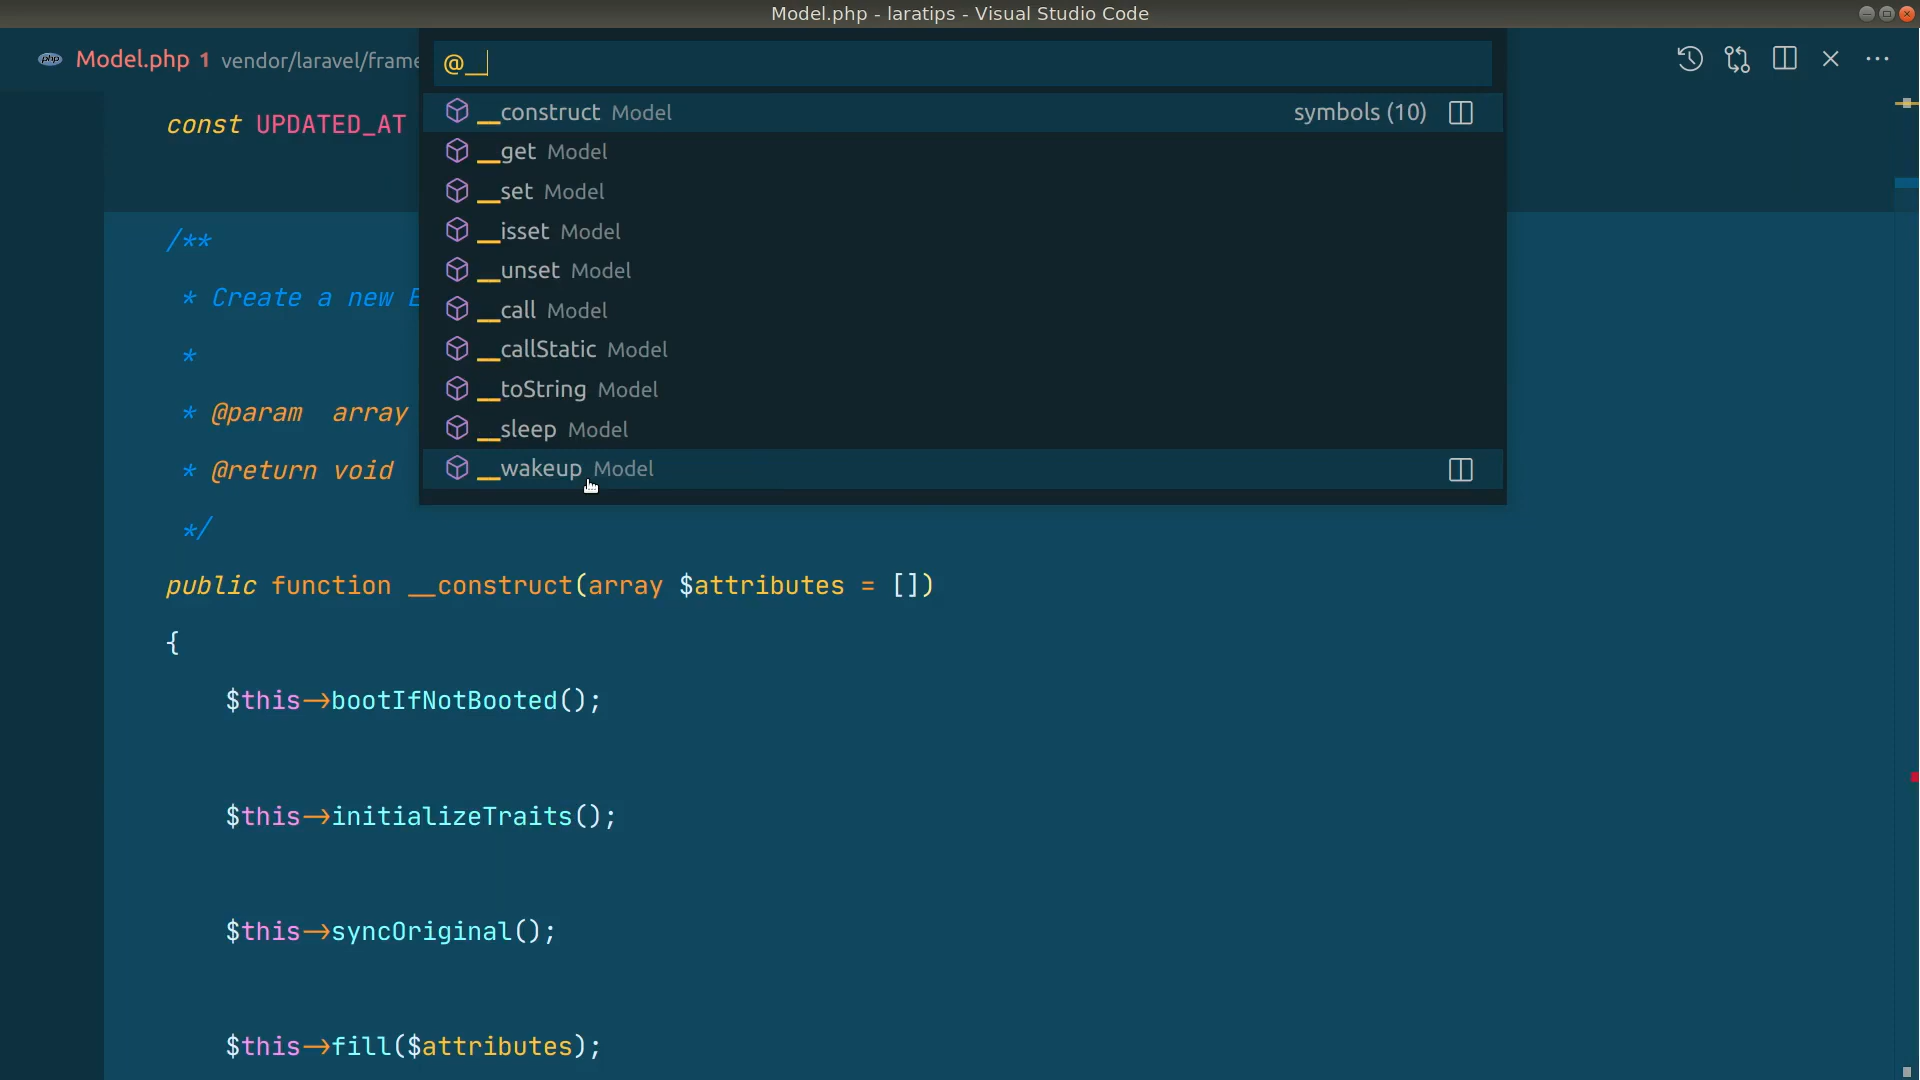 Model.php - laratips - Visual Studio Code
php Model.php 1 vendor/laravel/frame
@__
__construct Model symbols (10)
__get Model
__set Model
__isset Model
__unset Model
__call Model
__callStatic Model
__toString Model
__sleep Model
__wakeup Model
const UPDATED_AT
/**
* Create a new E
*
* @param array
* @return void
*/
public function __construct(array $attributes = [])
{
$this->bootIfNotBooted();
$this->initializeTraits();
$this->syncOriginal();
$this->fill($attributes);